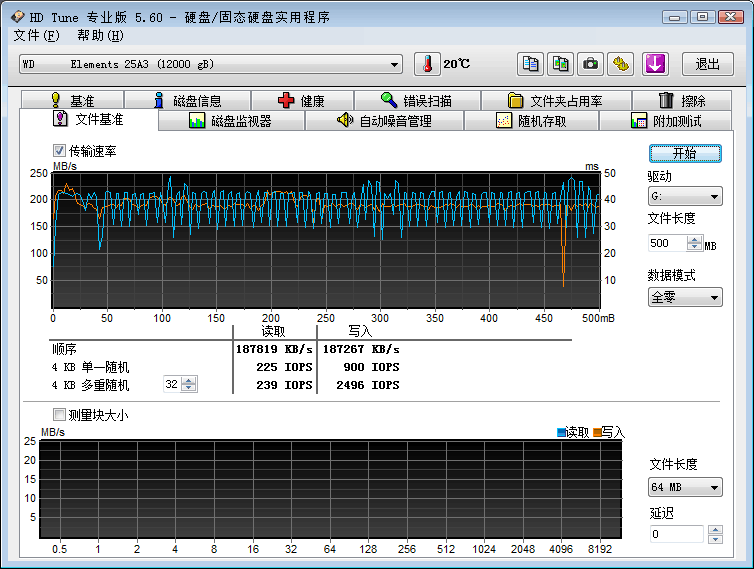 HD Tune 专业版 5.60 - 硬盘/固态硬盘实用程序
文件(F) 帮助(H)
WD Elements 25A3 (12000 gB) 20℃ 退出
基准 磁盘信息 健康 错误扫描 文件夹占用率 擦除
文件基准 磁盘监视器 自动噪音管理 随机存取 附加测试
传输速率 开始
MB/s ms
250 50
200 40
150 30
100 20
50 10
0 50 100 150 200 250 300 350 400 450 500mB
驱动
G:
文件长度
500 MB
数据模式
全零
读取 写入
顺序 187819 KB/s 187267 KB/s
4 KB 单一随机 225 IOPS 900 IOPS
4 KB 多重随机 32 239 IOPS 2496 IOPS
测量块大小
MB/s 读取 写入
25
20
15
10
5
0.5 1 2 4 8 16 32 64 128 256 512 1024 2048 4096 8192
文件长度
64 MB
延迟
0